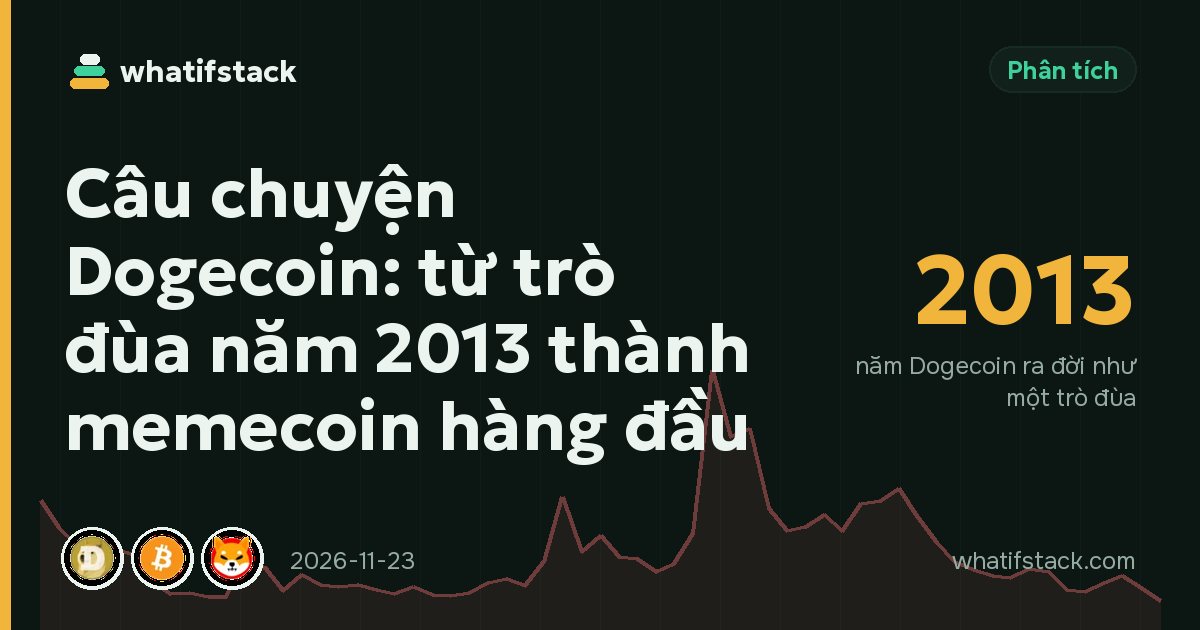 whatifstack
Phân tích
Câu chuyện
Dogecoin: từ trò
đùa năm 2013 thành
memecoin hàng đầu
2013
năm Dogecoin ra đời như
một trò đùa
2026-11-23
whatifstack.com